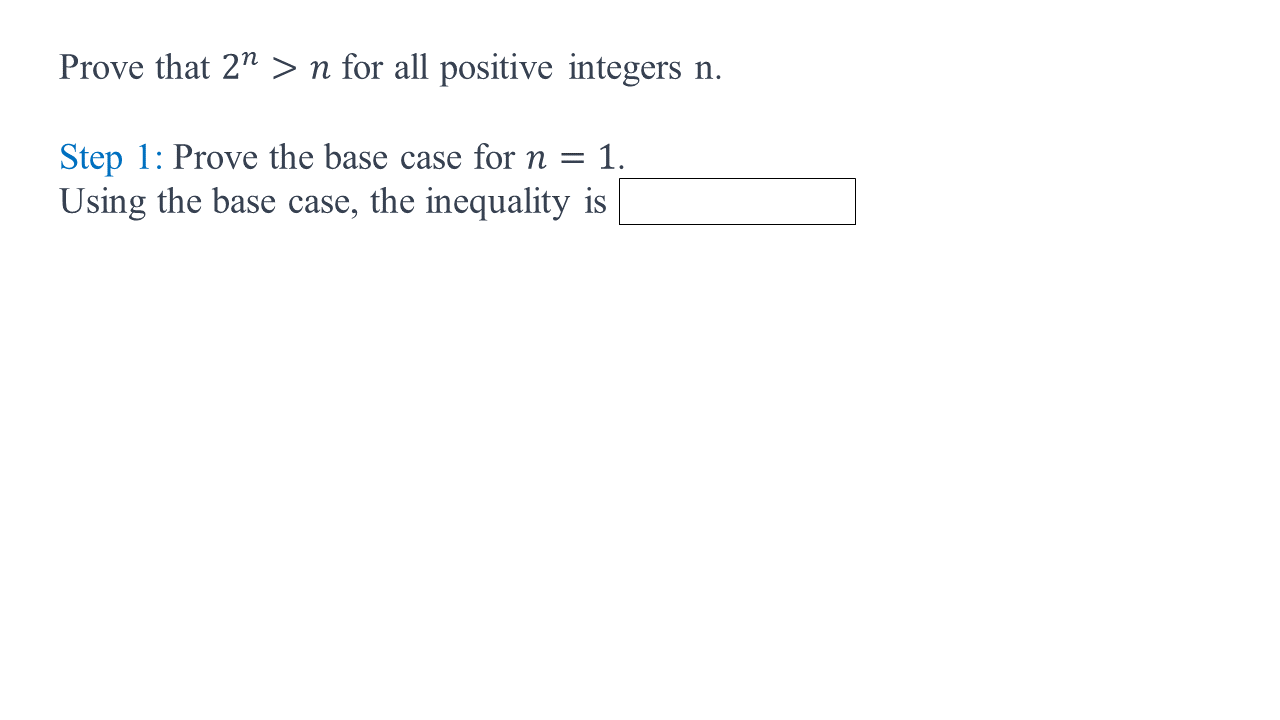 Prove that 2ⁿ > n for all positive integers n.
Step 1: Prove the base case for n = 1.
Using the base case, the inequality is